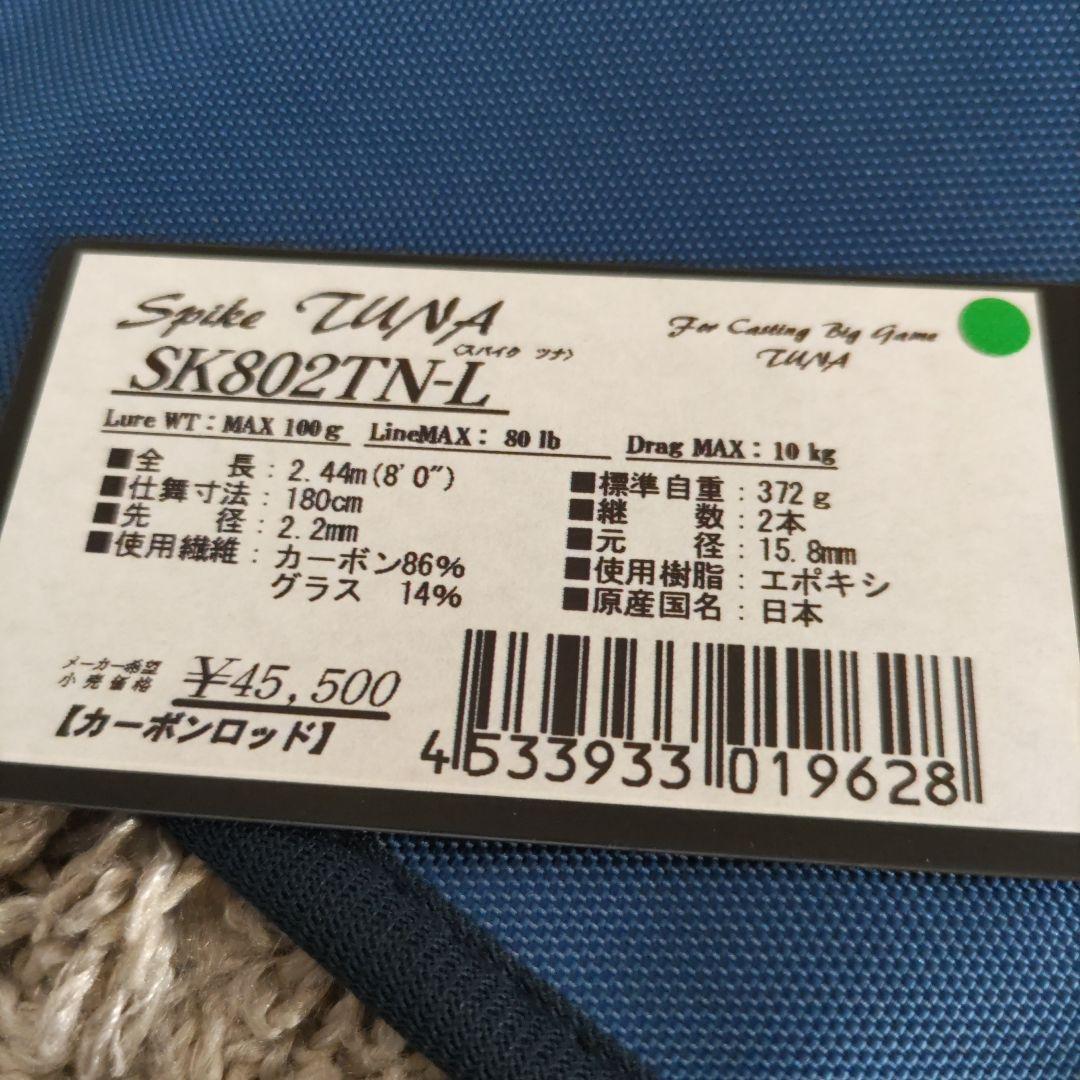 Spike TUNA
〈スパイク ツナ〉
For Casting Big Game
TUNA
SK802TN-L
Lure WT：MAX 100g LineMAX： 80 lb Drag MAX：10 kg
■全　　長：2.44m(8'0")
■仕舞寸法：180cm
■先　　径：2.2mm
■使用繊維：カーボン86%
グラス 14%
■標準自重：372g
■継　　数：2本
■元　　径：15.8mm
■使用樹脂：エポキシ
■原産国名：日本
メーカー希望
小売価格 ￥45,500
【カーボンロッド】
4533933019628